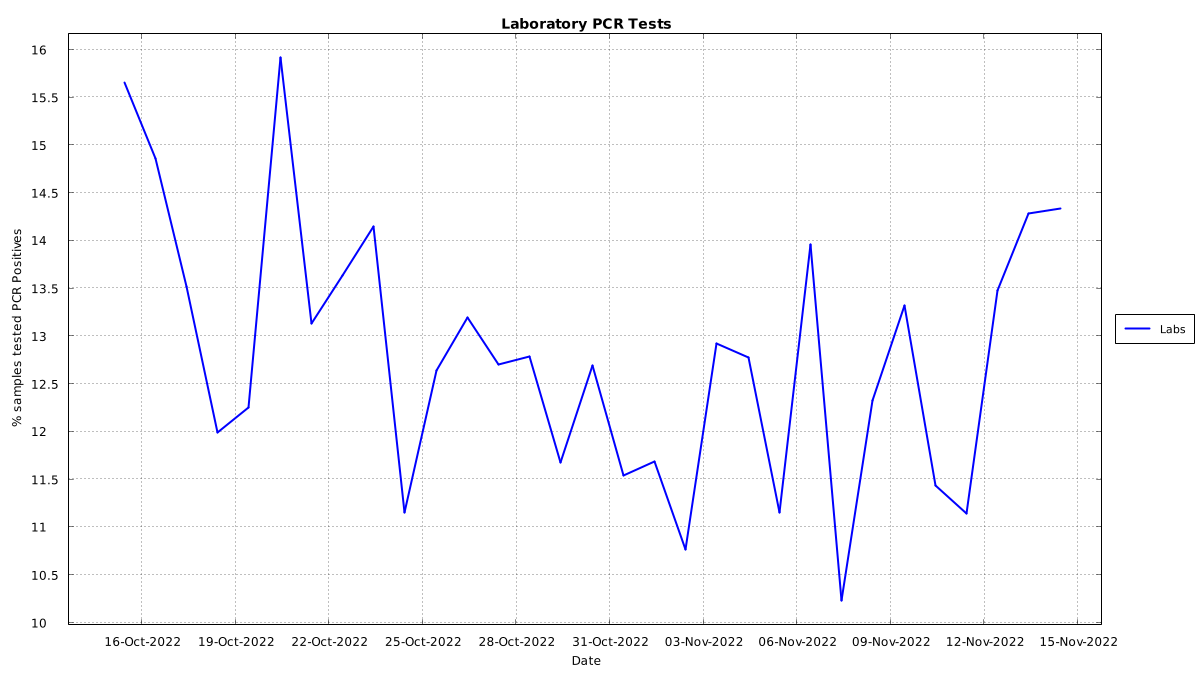 Laboratory PCR Tests
16
15.5
15
14.5
14
13.5
13
12.5
12
11.5
11
10.5
10
% samples tested PCR Positives
16-Oct-2022 19-Oct-2022 22-Oct-2022 25-Oct-2022 28-Oct-2022 31-Oct-2022 03-Nov-2022 06-Nov-2022 09-Nov-2022 12-Nov-2022 15-Nov-2022
Date
Labs